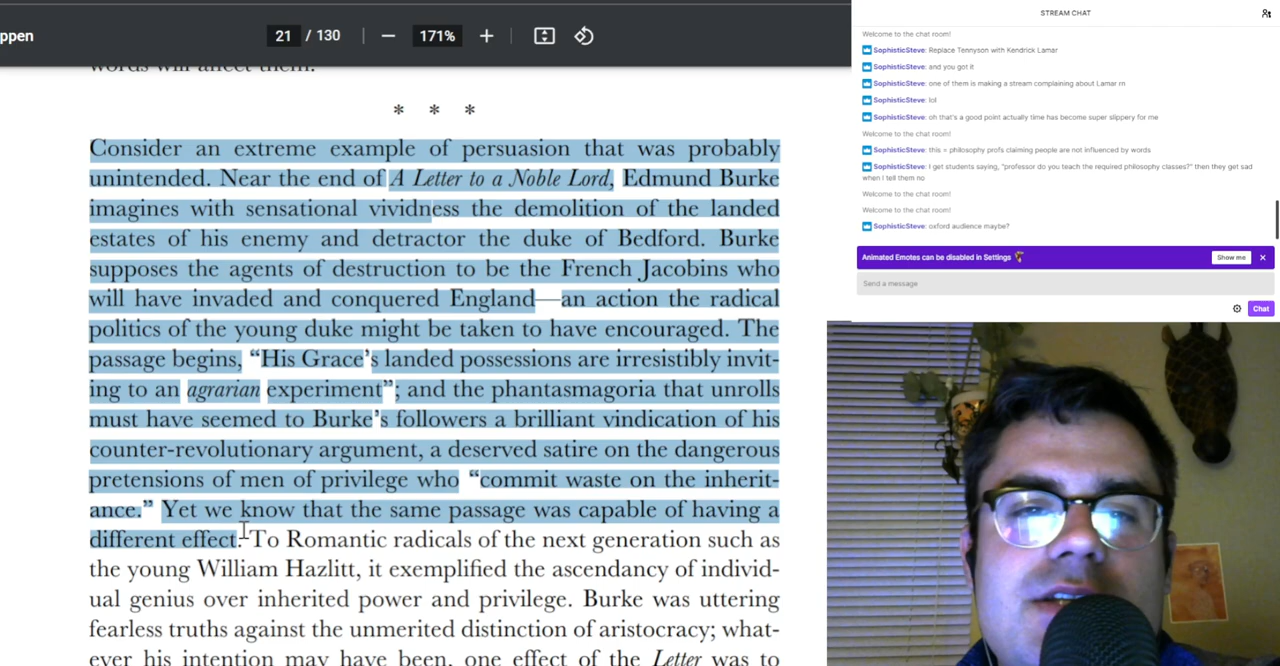 ppen
21 / 130
171%
words will affect them.
* * *
Consider an extreme example of persuasion that was probably
unintended. Near the end of A Letter to a Noble Lord, Edmund Burke
imagines with sensational vividness the demolition of the landed
estates of his enemy and detractor the duke of Bedford. Burke
supposes the agents of destruction to be the French Jacobins who
will have invaded and conquered England—an action the radical
politics of the young duke might be taken to have encouraged. The
passage begins, “His Grace’s landed possessions are irresistibly invit-
ing to an agrarian experiment”; and the phantasmagoria that unrolls
must have seemed to Burke’s followers a brilliant vindication of his
counter-revolutionary argument, a deserved satire on the dangerous
pretensions of men of privilege who “commit waste on the inherit-
ance.” Yet we know that the same passage was capable of having a
different effect. To Romantic radicals of the next generation such as
the young William Hazlitt, it exemplified the ascendancy of individ-
ual genius over inherited power and privilege. Burke was uttering
fearless truths against the unmerited distinction of aristocracy; what-
ever his intention may have been, one effect of the Letter was to
STREAM CHAT
Welcome to the chat room!
SophisticSteve: Replace Tennyson with Kendrick Lamar
SophisticSteve: and you got it
SophisticSteve: one of them is making a stream complaining about Lamar rn
SophisticSteve: lol
SophisticSteve: oh that's a good point actually time has become super slippery for me
Welcome to the chat room!
SophisticSteve: this = philosophy profs claiming people are not influenced by words
SophisticSteve: I get students saying, "professor do you teach the required philosophy classes?" then they get sad
when I tell them no
Welcome to the chat room!
Welcome to the chat room!
SophisticSteve: oxford audience maybe?
Animated Emotes can be disabled in Settings
Show me
Send a message
Chat